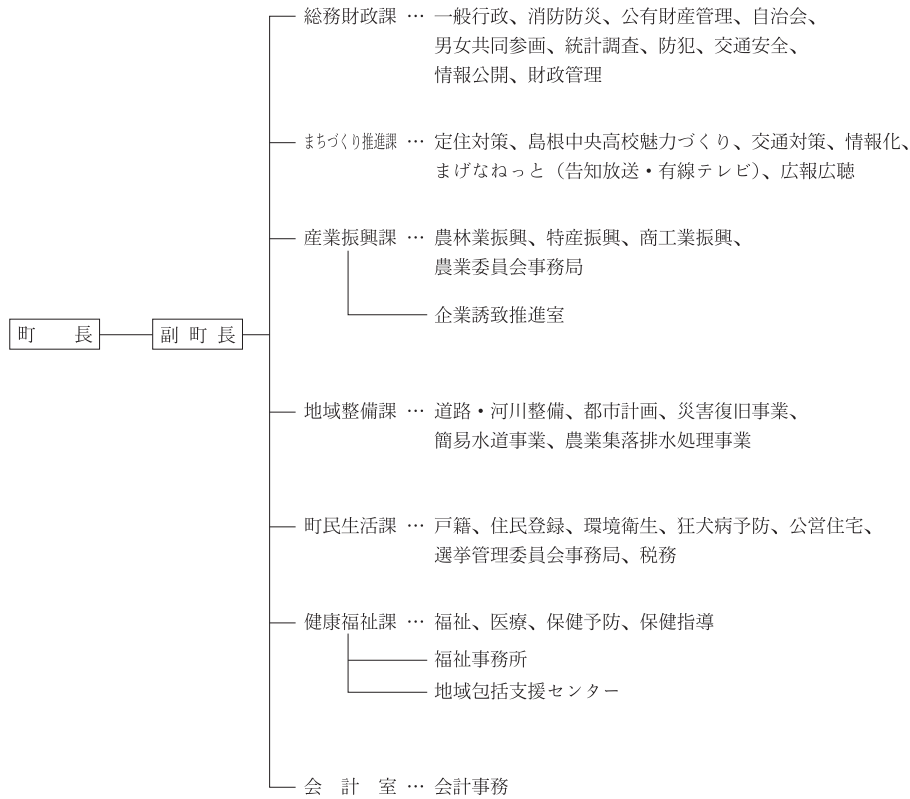 総務財政課 … 一般行政、消防防災、公有財産管理、自治会、
男女共同参画、統計調査、防犯、交通安全、
情報公開、財政管理
まちづくり推進課 … 定住対策、島根中央高校魅力づくり、交通対策、情報化、
まげなねっと（告知放送・有線テレビ）、広報広聴
産業振興課 … 農林業振興、特産振興、商工業振興、
農業委員会事務局
企業誘致推進室
町　長 副 町 長
地域整備課 … 道路・河川整備、都市計画、災害復旧事業、
簡易水道事業、農業集落排水処理事業
町民生活課 … 戸籍、住民登録、環境衛生、狂犬病予防、公営住宅、
選挙管理委員会事務局、税務
健康福祉課 … 福祉、医療、保健予防、保健指導
福祉事務所
地域包括支援センター
会 計 室 … 会計事務